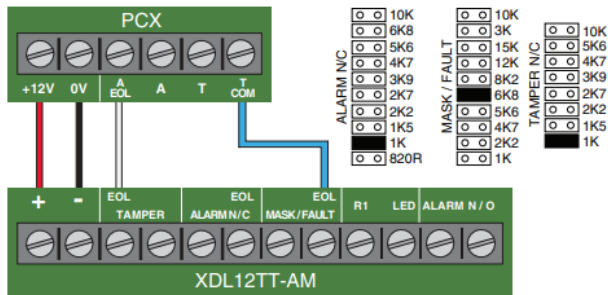 PCX
+12V 0V A EOL A T T COM
ALARM N/C
10K
6K8
5K6
4K7
3K9
2K7
2K2
1K5
1K
820R
MASK / FAULT
10K
3K
15K
12K
8K2
6K8
5K6
4K7
2K2
1K
TAMPER N/C
10K
5K6
4K7
3K9
2K7
2K2
1K5
1K
+ - EOL EOL EOL R1 LED ALARM N/O
TAMPER ALARM N/C MASK/FAULT
XDL12TT-AM